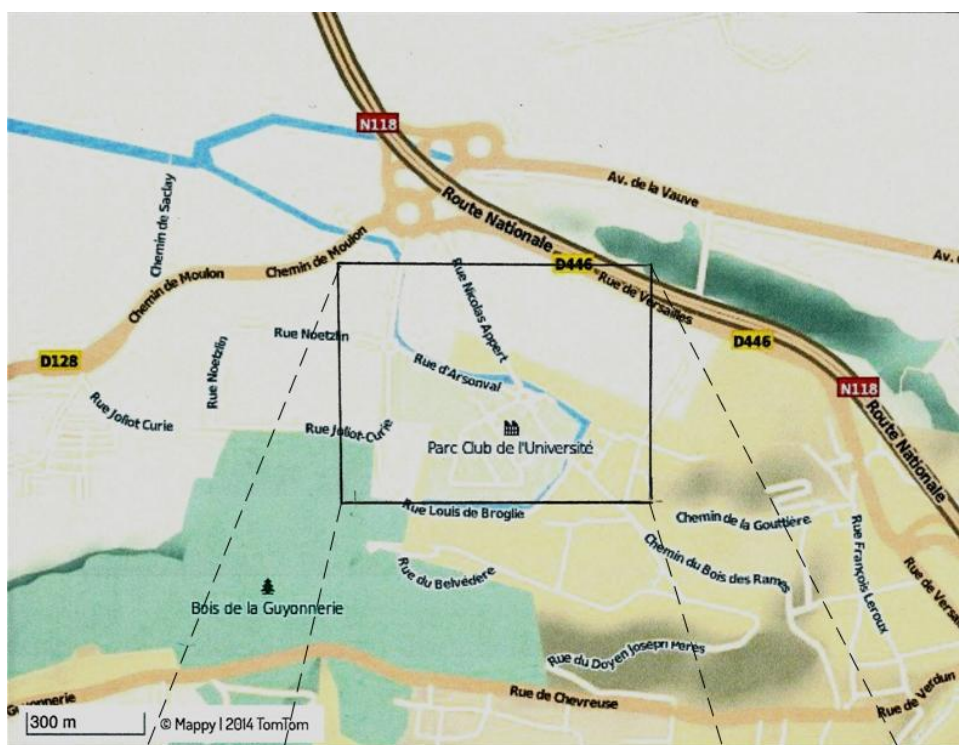 N118
Av. de la Vauve
Chemin de Saclay
Route Nationale
Av. de
Chemin de Moulon
D446
Rue de Versailles
Chemin de Moulon
Rue Nicolas Appert
Rue Noetzlin
D446
D128
Rue Noetzlin
Rue d'Arsonval
N118
Rue Joliot Curie
Rue Joliot-Curie
Parc Club de l'Université
Route Nationale
Rue Louis de Broglie
Chemin de la Gouttière
Rue François Leroux
Chemin du Bois des Rames
Rue du Belvédère
Rue de Versa
Bois de la Guyonnerie
Rue du Doyen Joseph Pérès
Guyonnerie
Rue de Chevreuse
Rue de Verdun
300 m
© Mappy | 2014 TomTom